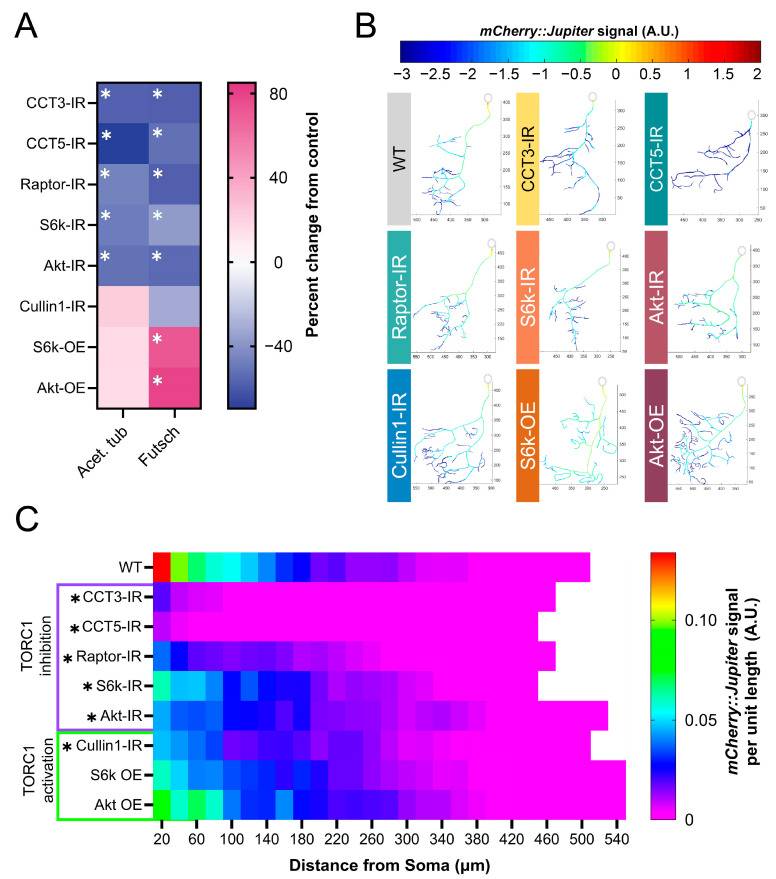 A
CCT3-IR
CCT5-IR
Raptor-IR
S6k-IR
Akt-IR
Cullin1-IR
S6k-OE
Akt-OE
* *
* *
* *
* *
* *
*
*
Acet. tub
Futsch
80
40
0
−40
Percent change from control
B
mCherry::Jupiter signal (A.U.)
−3 −2.5 −2 −1.5 −1 −0.5 0 0.5 1 1.5 2
WT
CCT3-IR
CCT5-IR
Raptor-IR
S6k-IR
Akt-IR
Cullin1-IR
S6k-OE
Akt-OE
C
TORC1
inhibition
TORC1
activation
WT
* CCT3-IR
* CCT5-IR
* Raptor-IR
* S6k-IR
* Akt-IR
* Cullin1-IR
S6k OE
Akt OE
20 60 100 140 180 220 260 300 340 380 420 460 500 540
Distance from Soma (μm)
0.10
0.05
0
mCherry::Jupiter signal
per unit length (A.U.)